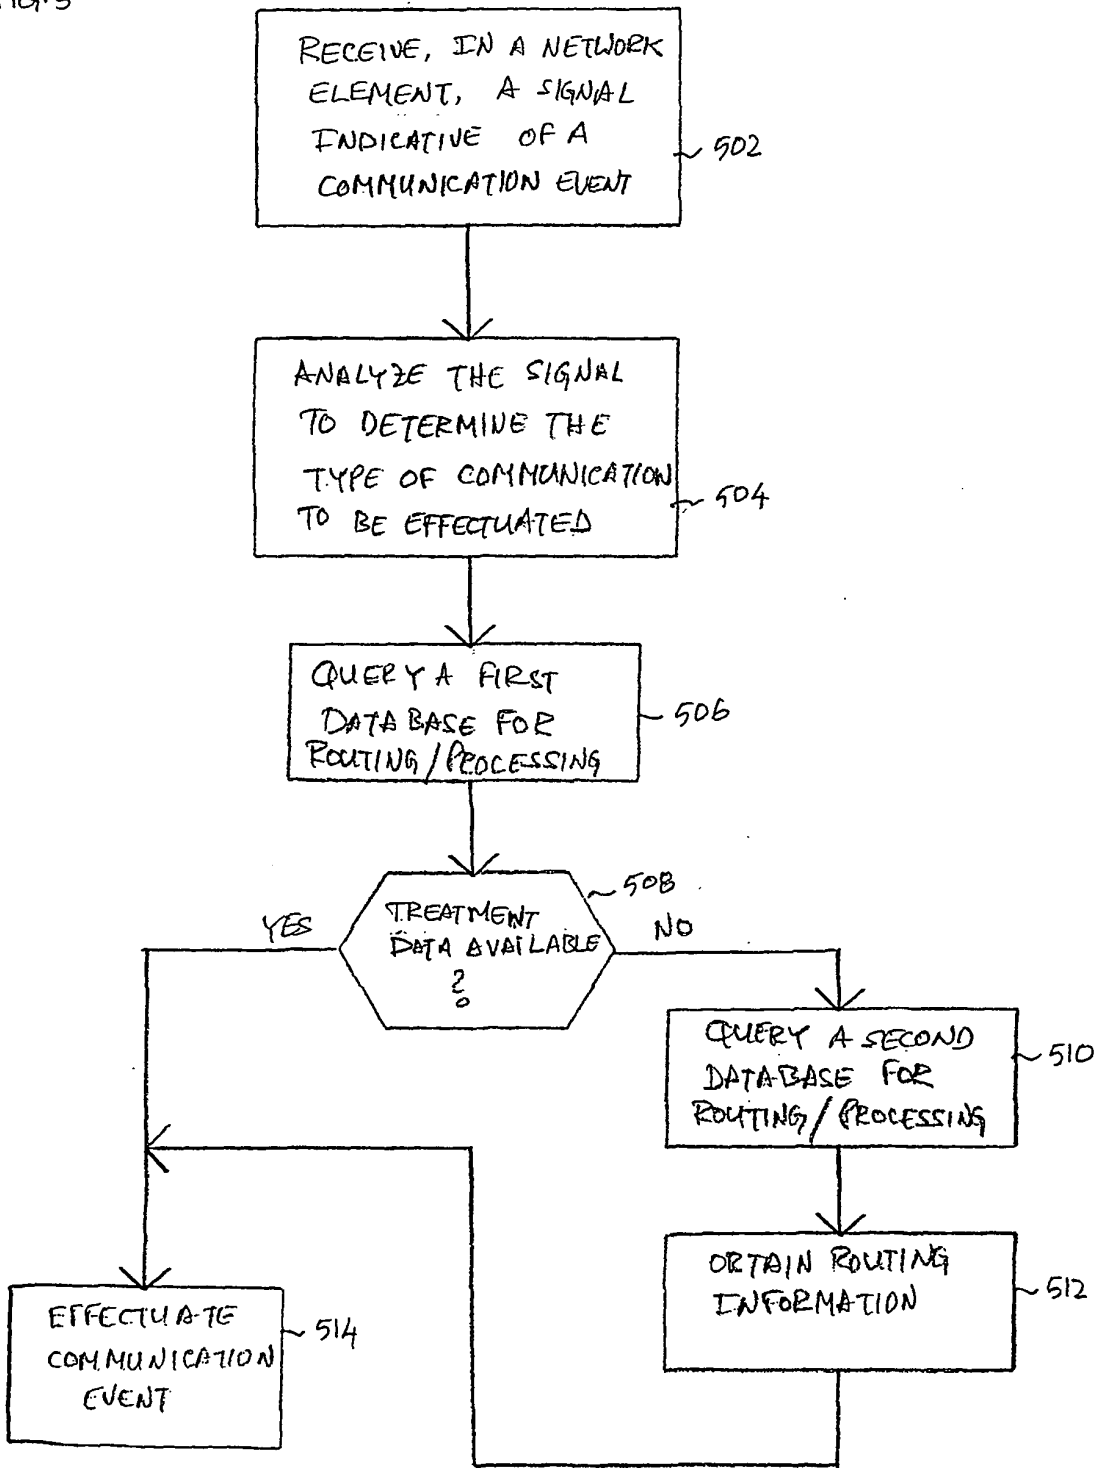 FIG. 5
RECEIVE, IN A NETWORK
ELEMENT, A SIGNAL
INDICATIVE OF A
COMMUNICATION EVENT
502
ANALYZE THE SIGNAL
TO DETERMINE THE
TYPE OF COMMUNICATION
TO BE EFFECTUATED
504
QUERY A FIRST
DATABASE FOR
ROUTING/PROCESSING
506
508
TREATMENT
DATA AVAILABLE
?
YES
NO
QUERY A SECOND
DATABASE FOR
ROUTING/PROCESSING
510
OBTAIN ROUTING
INFORMATION
512
EFFECTUATE
COMMUNICATION
EVENT
514